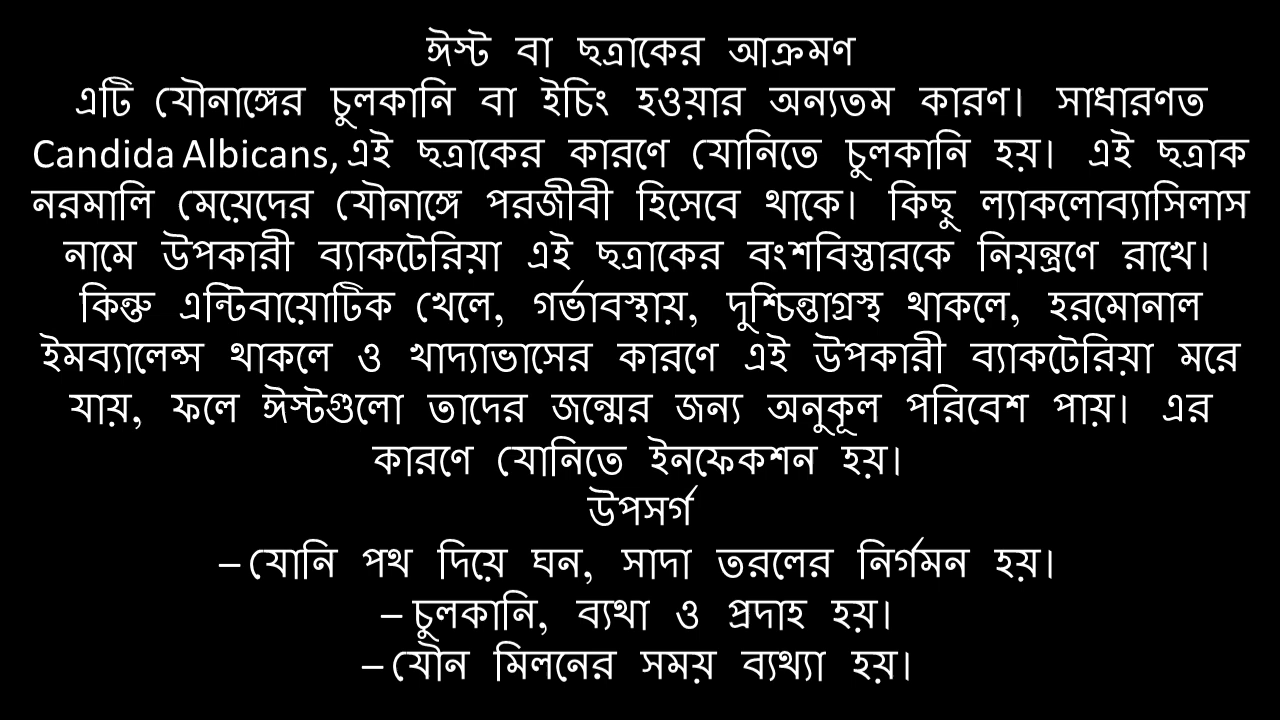 ঈস্ট বা ছত্রাকের আক্রমণ
এটি যৌনাঙ্গের চুলকানি বা ইচিং হওয়ার অন্যতম কারণ। সাধারণত
Candida Albicans, এই ছত্রাকের কারণে যোনিতে চুলকানি হয়। এই ছত্রাক
নরমালি মেয়েদের যৌনাঙ্গে পরজীবী হিসেবে থাকে। কিছু ল্যাকলোব্যাসিলাস
নামে উপকারী ব্যাকটেরিয়া এই ছত্রাকের বংশবিস্তারকে নিয়ন্ত্রণে রাখে।
কিন্তু এন্টিবায়োটিক খেলে, গর্ভাবস্থায়, দুশ্চিন্তাগ্রস্থ থাকলে, হরমোনাল
ইমব্যালেন্স থাকলে ও খাদ্যাভাসের কারণে এই উপকারী ব্যাকটেরিয়া মরে
যায়, ফলে ঈস্টগুলো তাদের জন্মের জন্য অনুকূল পরিবেশ পায়। এর
কারণে যোনিতে ইনফেকশন হয়।
উপসর্গ
– যোনি পথ দিয়ে ঘন, সাদা তরলের নির্গমন হয়।
– চুলকানি, ব্যথা ও প্রদাহ হয়।
– যৌন মিলনের সময় ব্যথ্যা হয়।